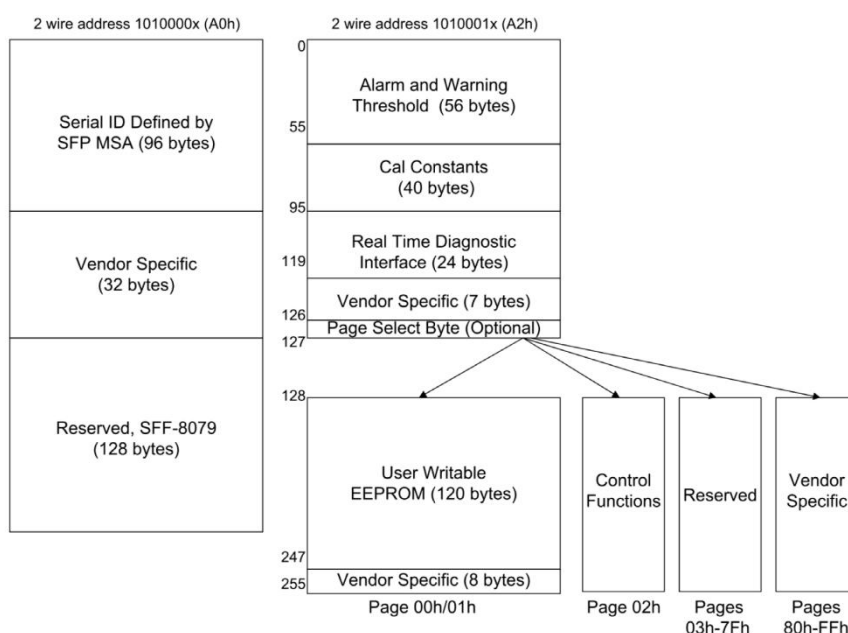 2 wire address 1010000x (A0h)
Serial ID Defined by
SFP MSA (96 bytes)
Vendor Specific
(32 bytes)
Reserved, SFF-8079
(128 bytes)
2 wire address 1010001x (A2h)
0
Alarm and Warning
Threshold (56 bytes)
55
Cal Constants
(40 bytes)
95
Real Time Diagnostic
Interface (24 bytes)
119
Vendor Specific (7 bytes)
126
Page Select Byte (Optional)
127
128
User Writable
EEPROM (120 bytes)
247
Vendor Specific (8 bytes)
255
Page 00h/01h
Control
Functions
Page 02h
Reserved
Pages
03h-7Fh
Vendor
Specific
Pages
80h-FFh